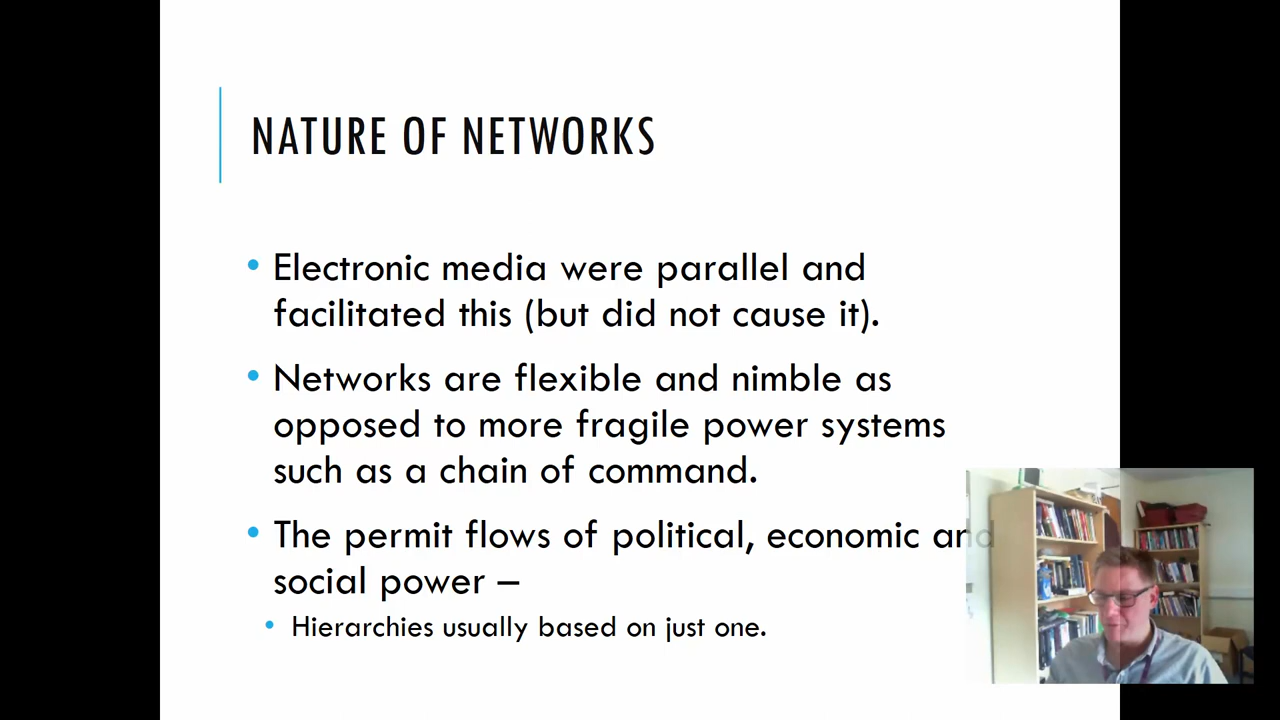 NATURE OF NETWORKS
• Electronic media were parallel and
facilitated this (but did not cause it).
• Networks are flexible and nimble as
opposed to more fragile power systems
such as a chain of command.
• The permit flows of political, economic and
social power –
• Hierarchies usually based on just one.